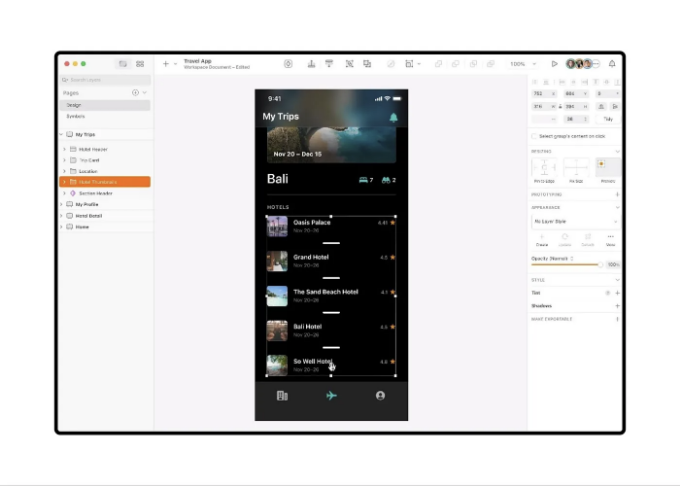 Travel App
Workspace Document – Edited
100%
Search Layers
Pages
Design
Symbols
My Trips
Hotel Header
Trip Card
Location
Hotel Thumbnails
Section Header
My Profile
Hotel Detail
Home
9:41
My Trips
Nov 20 – Dec 15
Bali
7
2
HOTELS
Oasis Palace
4.41
Nov 20–26
Grand Hotel
4.5
Nov 20–26
The Sand Beach Hotel
4.1
Nov 20–26
Bali Hotel
Nov 20–26
So Well Hotel
4.6
Nov 20–26
Tidy
Select group's content on click
RESIZING
Pin to Edge
Fix Size
Preview
PROTOTYPING
APPEARANCE
No Layer Style
Create
Update
Detach
More
Opacity (Normal)
100%
STYLE
Tint
Shadows
MAKE EXPORTABLE